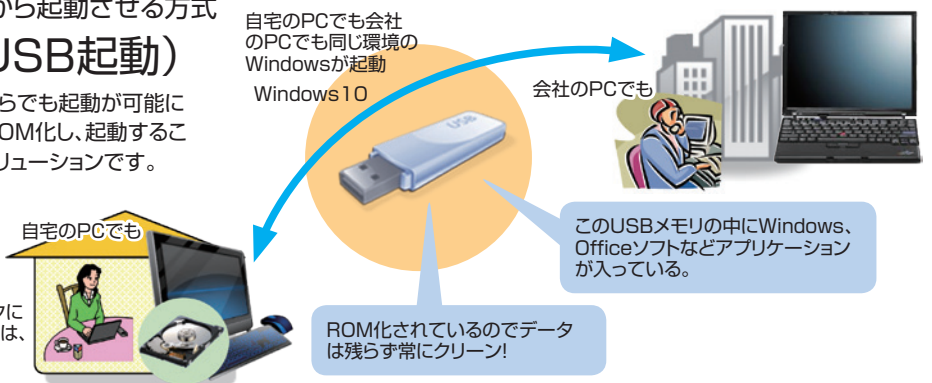 から起動させる方式
USB起動）
らでも起動が可能に
OM化し、起動するこ
リューションです。
自宅のPCでも会社
のPCでも同じ環境の
Windowsが起動
Windows10
USB
会社のPCでも
このUSBメモリの中にWindows、
Officeソフトなどアプリケーション
が入っている。
自宅のPCでも
クに
は、
ROM化されているのでデータ
は残らず常にクリーン!